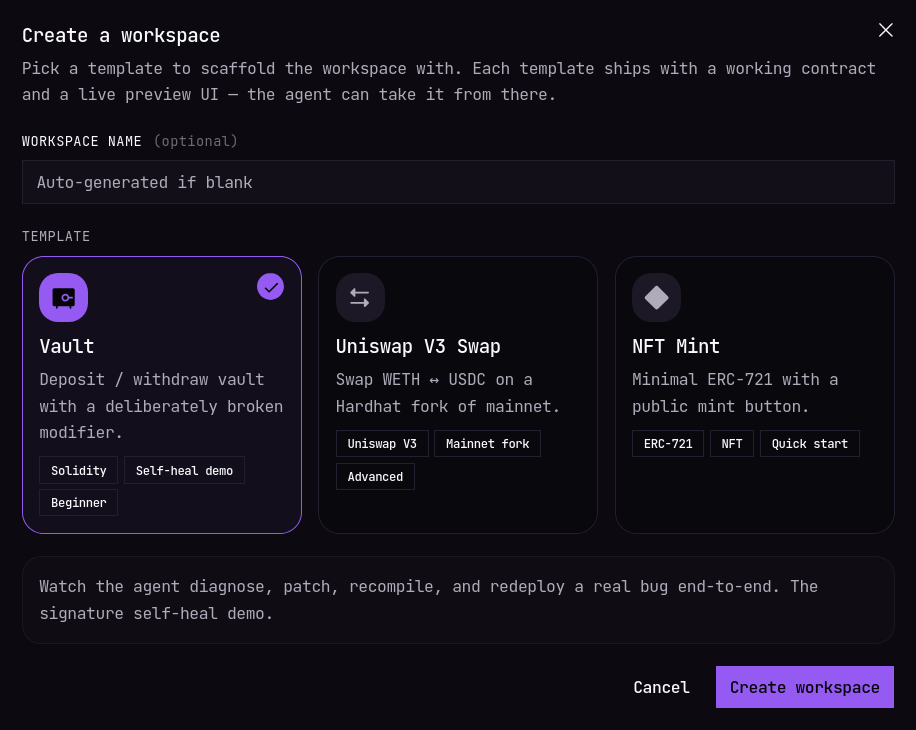 Create a workspace
Pick a template to scaffold the workspace with. Each template ships with a working contract
and a live preview UI — the agent can take it from there.
WORKSPACE NAME (optional)
Auto-generated if blank
TEMPLATE
Vault
Deposit / withdraw vault
with a deliberately broken
modifier.
Solidity Self-heal demo
Beginner
Uniswap V3 Swap
Swap WETH ↔ USDC on a
Hardhat fork of mainnet.
Uniswap V3 Mainnet fork
Advanced
NFT Mint
Minimal ERC-721 with a
public mint button.
ERC-721 NFT Quick start
Watch the agent diagnose, patch, recompile, and redeploy a real bug end-to-end. The
signature self-heal demo.
Cancel Create workspace